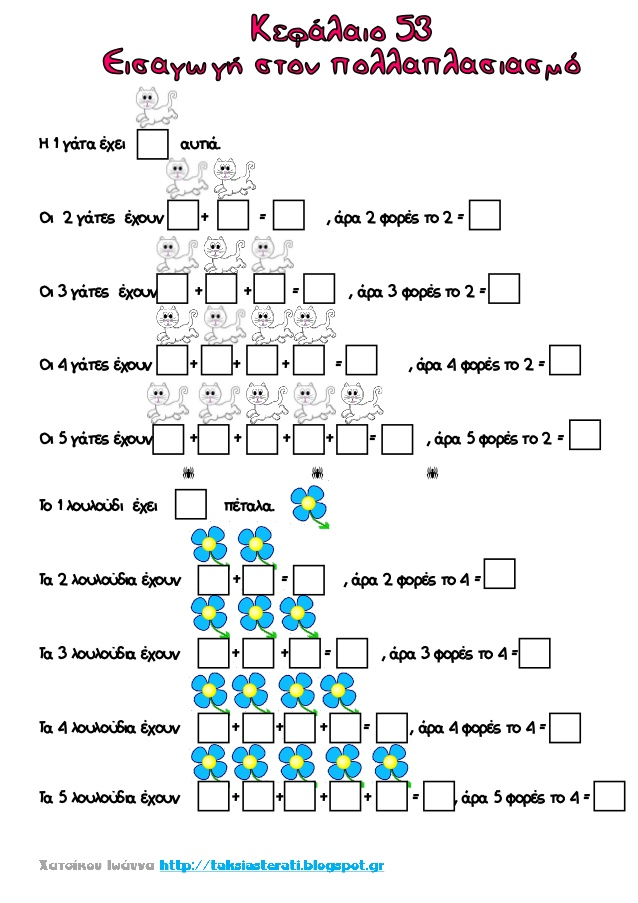 Κεφάλαιο 53
Εισαγωγή στον πολλαπλασιασμό
Η 1 γάτα έχει αυτιά.
Οι 2 γάτες έχουν + = , άρα 2 φορές το 2 =
Οι 3 γάτες έχουν + + = , άρα 3 φορές το 2 =
Οι 4 γάτες έχουν + + + = , άρα 4 φορές το 2 =
Οι 5 γάτες έχουν + + + + = , άρα 5 φορές το 2 =
Το 1 λουλούδι έχει πέταλα.
Τα 2 λουλούδια έχουν + = , άρα 2 φορές το 4 =
Τα 3 λουλούδια έχουν + + = , άρα 3 φορές το 4 =
Τα 4 λουλούδια έχουν + + + = , άρα 4 φορές το 4 =
Τα 5 λουλούδια έχουν + + + + = , άρα 5 φορές το 4 =
Χατσίκου Ιωάννα http://taksiasterati.blogspot.gr